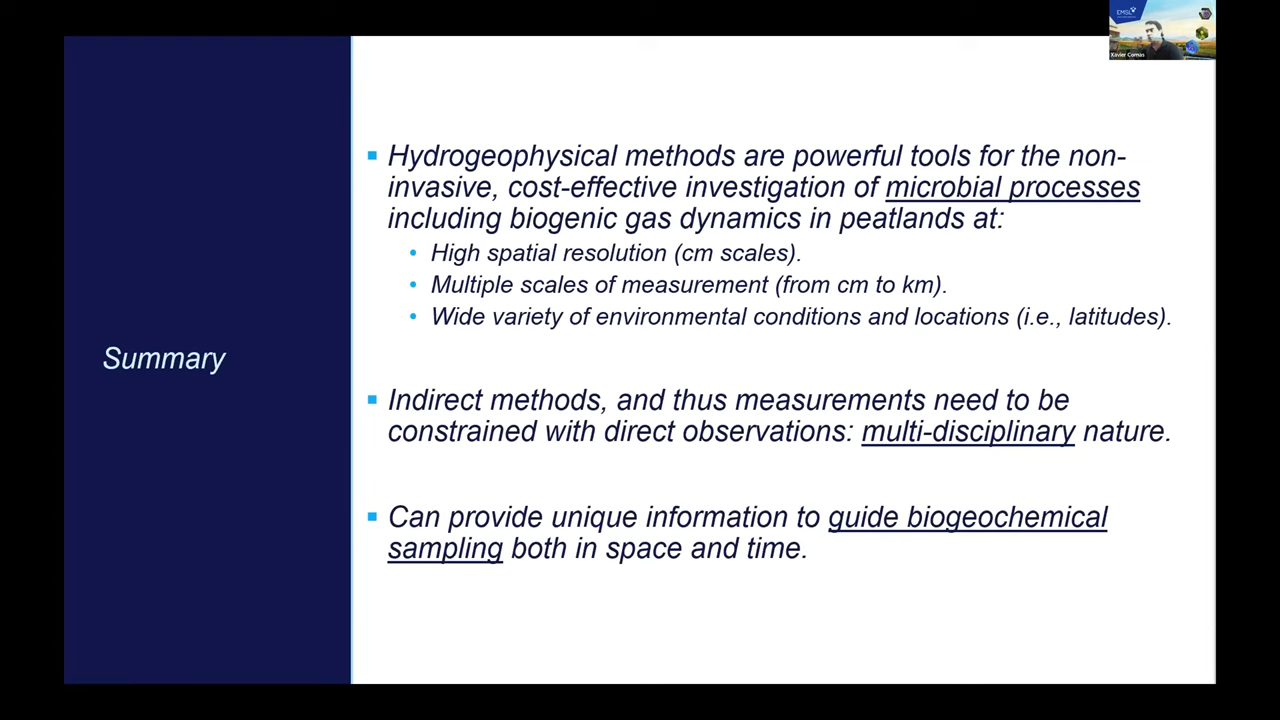 EMSL
Xavier Comas
Hydrogeophysical methods are powerful tools for the non-
invasive, cost-effective investigation of microbial processes
including biogenic gas dynamics in peatlands at:
High spatial resolution (cm scales).
Multiple scales of measurement (from cm to km).
Wide variety of environmental conditions and locations (i.e., latitudes).
Summary
Indirect methods, and thus measurements need to be
constrained with direct observations: multi-disciplinary nature.
Can provide unique information to guide biogeochemical
sampling both in space and time.